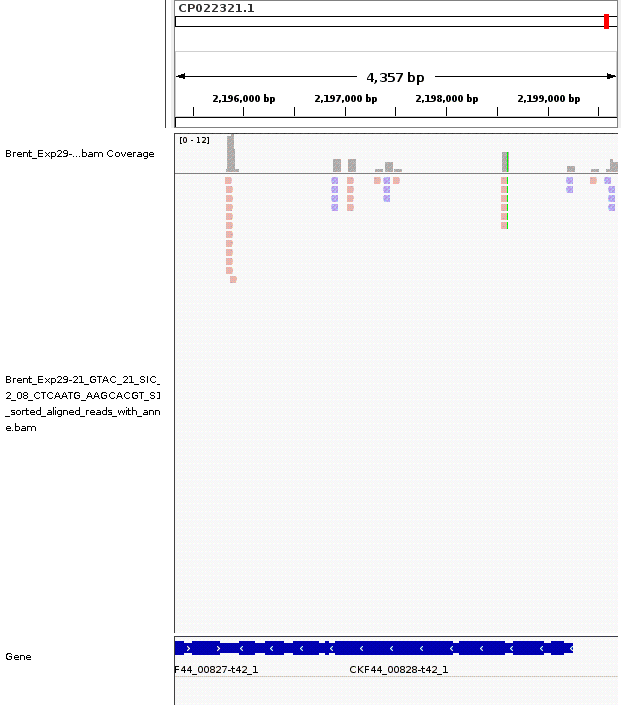 CP022321.1
4,357 bp
2,196,000 bp 2,197,000 bp 2,198,000 bp 2,199,000 bp
[0 - 12]
Brent_Exp29-...bam Coverage
Brent_Exp29-21_GTAC_21_SIC_
2_08_CTCAATG_AAGCACGT_S1
_sorted_aligned_reads_with_ann
e.bam
Gene
F44_00827-t42_1 CKF44_00828-t42_1